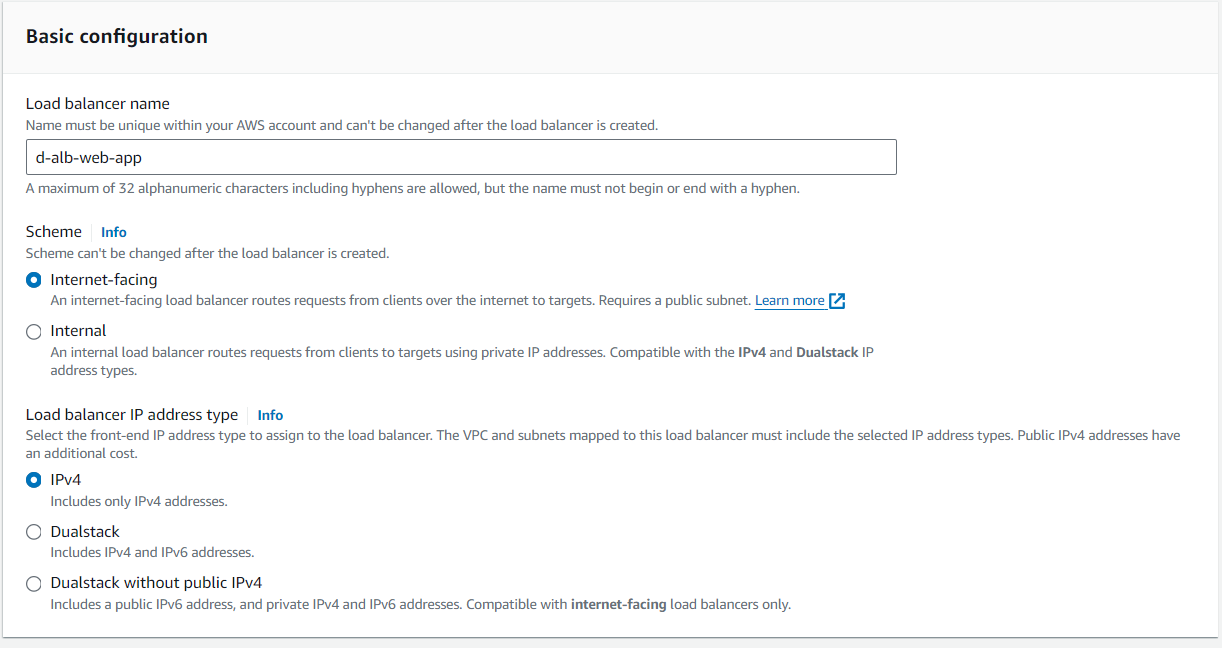 Basic configuration
Load balancer name
Name must be unique within your AWS account and can't be changed after the load balancer is created.
d-alb-web-app
A maximum of 32 alphanumeric characters including hyphens are allowed, but the name must not begin or end with a hyphen.
Scheme Info
Scheme can't be changed after the load balancer is created.
Internet-facing
An internet-facing load balancer routes requests from clients over the internet to targets. Requires a public subnet. Learn more
Internal
An internal load balancer routes requests from clients to targets using private IP addresses. Compatible with the IPv4 and Dualstack IP
address types.
Load balancer IP address type Info
Select the front-end IP address type to assign to the load balancer. The VPC and subnets mapped to this load balancer must include the selected IP address types. Public IPv4 addresses have
an additional cost.
IPv4
Includes only IPv4 addresses.
Dualstack
Includes IPv4 and IPv6 addresses.
Dualstack without public IPv4
Includes a public IPv6 address, and private IPv4 and IPv6 addresses. Compatible with internet-facing load balancers only.